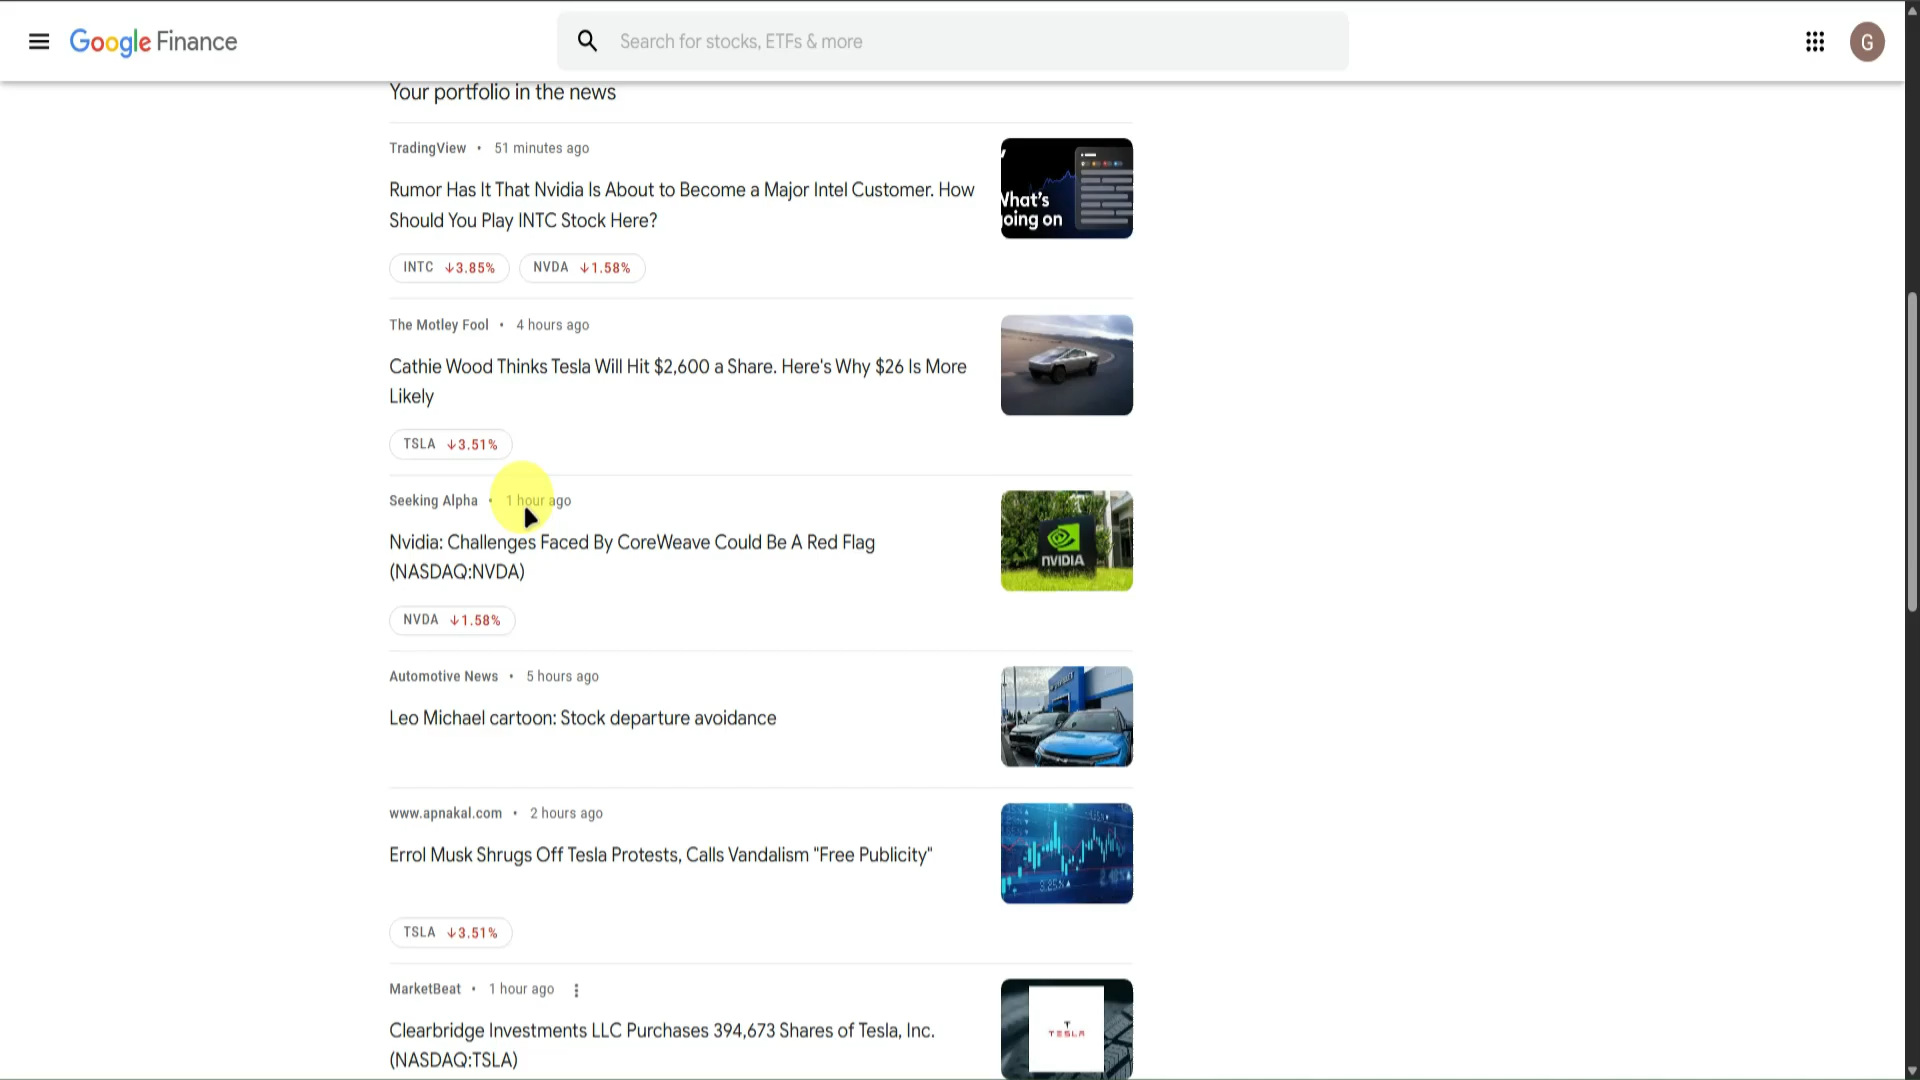 Google Finance
Search for stocks, ETFs & more
G
Your portfolio in the news
TradingView • 51 minutes ago
Rumor Has It That Nvidia Is About to Become a Major Intel Customer. How
Should You Play INTC Stock Here?
What's
oing on
INTC ↓3.85% NVDA ↓1.58%
The Motley Fool • 4 hours ago
Cathie Wood Thinks Tesla Will Hit $2,600 a Share. Here's Why $26 Is More
Likely
TSLA ↓3.51%
Seeking Alpha • 1 hour ago
Nvidia: Challenges Faced By CoreWeave Could Be A Red Flag
(NASDAQ:NVDA)
NVIDIA
NVDA ↓1.58%
Automotive News • 5 hours ago
Leo Michael cartoon: Stock departure avoidance
www.apnakal.com • 2 hours ago
Errol Musk Shrugs Off Tesla Protests, Calls Vandalism "Free Publicity"
TSLA ↓3.51%
MarketBeat • 1 hour ago
Clearbridge Investments LLC Purchases 394,673 Shares of Tesla, Inc.
(NASDAQ:TSLA)
TESLA